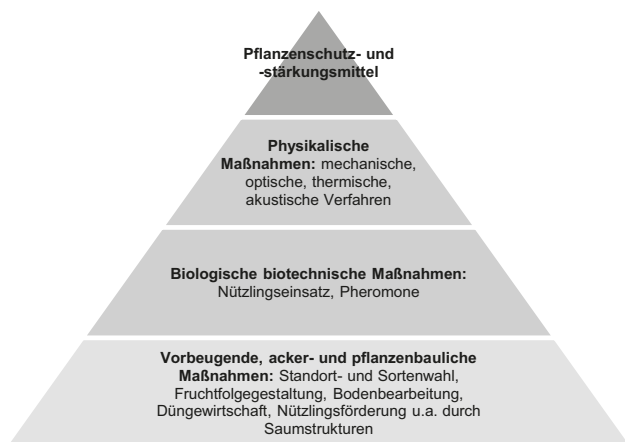 Pflanzenschutz- und
-stärkungsmittel
Physikalische
Maßnahmen: mechanische,
optische, thermische,
akustische Verfahren
Biologische biotechnische Maßnahmen:
Nützlingseinsatz, Pheromone
Vorbeugende, acker- und pflanzenbauliche
Maßnahmen: Standort- und Sortenwahl,
Fruchtfolgegestaltung, Bodenbearbeitung,
Düngewirtschaft, Nützlingsförderung u.a. durch
Saumstrukturen